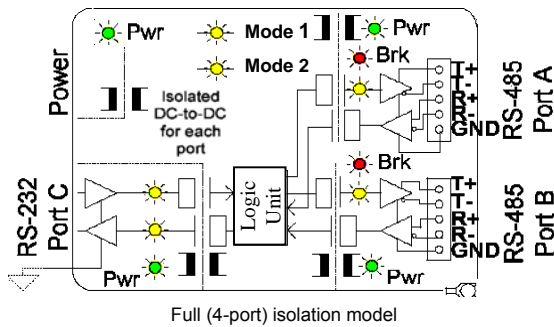 Pwr
Mode 1
Mode 2
Pwr
Brk
Power
Isolated
DC-to-DC
for each
port
T+
T-
R+
R-
GND
RS-485
Port A
Brk
RS-232
Port C
Logic
Unit
T+
T-
R+
R-
GND
RS-485
Port B
Pwr
Pwr
Full (4-port) isolation model